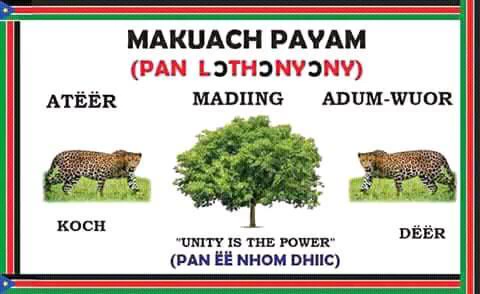 MAKUACH PAYAM
(PAN LƆTHƆNYƆNY)
ATËËR MADIING ADUM-WUOR
KOCH
DËËR
"UNITY IS THE POWER"
(PAN ËË NHOM DHIIC)